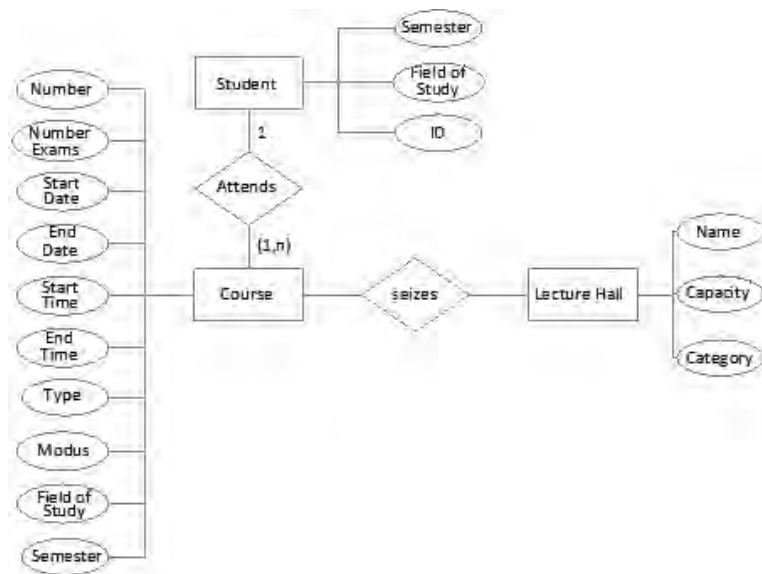 Semester
Field of
Study
ID
Student
1
Attends
(1,n)
Number
Number
Exams
Start
Date
End
Date
Start
Time
End
Time
Type
Modus
Field of
Study
Semester
Course
seizes
Lecture Hall
Name
Capacity
Category